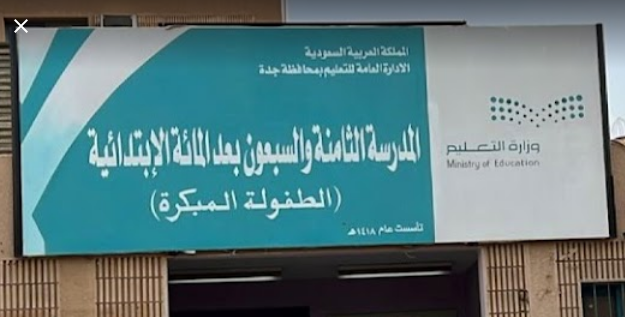 المملكة العربية السعودية
الادارة العامة للتعليم بمحافظة جدة
المدرسة الثامنة والسبعون بعد المائة الإبتدائية
(الطفولة المبكرة)
تأسست عام ١٤١٨هـ
وزارة التعليم
Ministry of Education